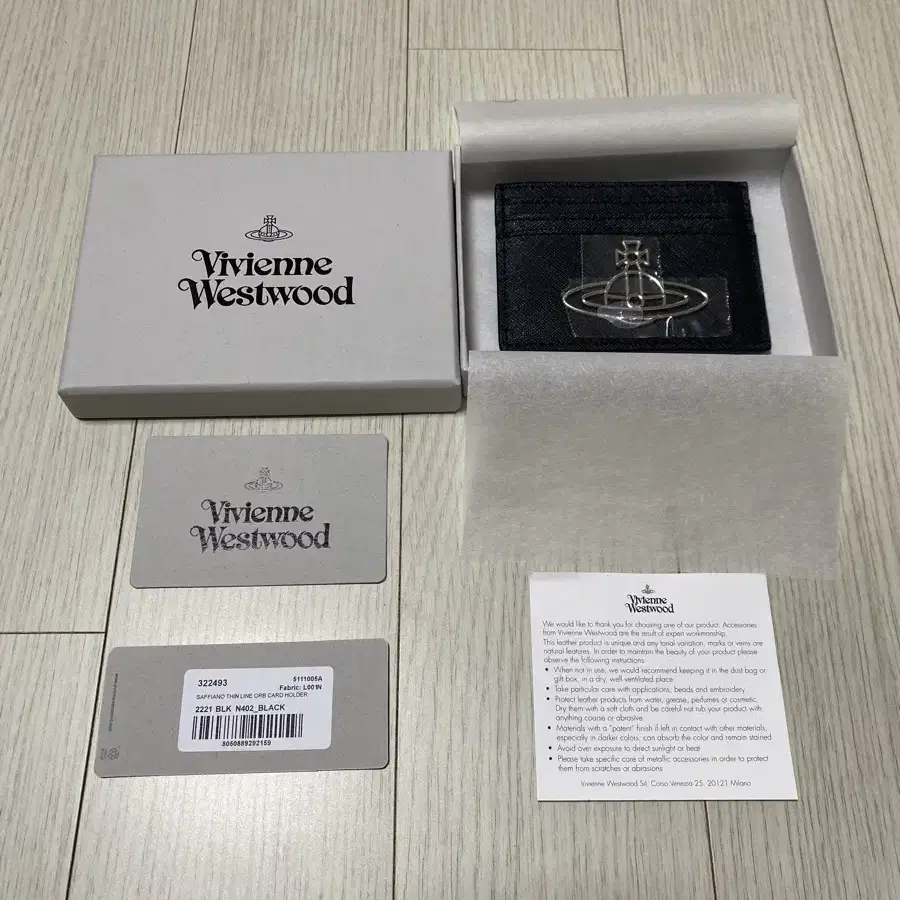 Vivienne
Westwood
Vivienne
Westwood
322493
5111005A
Fabric: L001N
SAFFIANO THIN LINE ORB CARD HOLDER
2221 BLK N402_BLACK
8050889292159
Vivienne
Westwood
We would like to thank you for choosing one of our product. Accessories
from Vivienne Westwood are the result of expert workmanship.
This leather product is unique and any tonal variation, marks or veins are
natural features. In order to maintain the beauty of your product please
observe the following instructions:
• When not in use, we would recommend keeping it in the dust bag or
gift box, in a dry, well ventilated place
• Take particular care with applications, beads and embroidery
• Protect leather products from water, grease, perfumes or cosmetic.
Dry them with a soft cloth and be careful not rub your product with
anything coarse or abrasive
• Materials with a "patent" finish if left in contact with other materials,
especially in darker colors, can absorb the color and remain stained
• Avoid over exposure to direct sunlight or heat
• Please take specific care of metallic accessories in order to protect
them from scratches or abrasions
Vivienne Westwood Srl, Corso Venezia 25, 20121 Milano